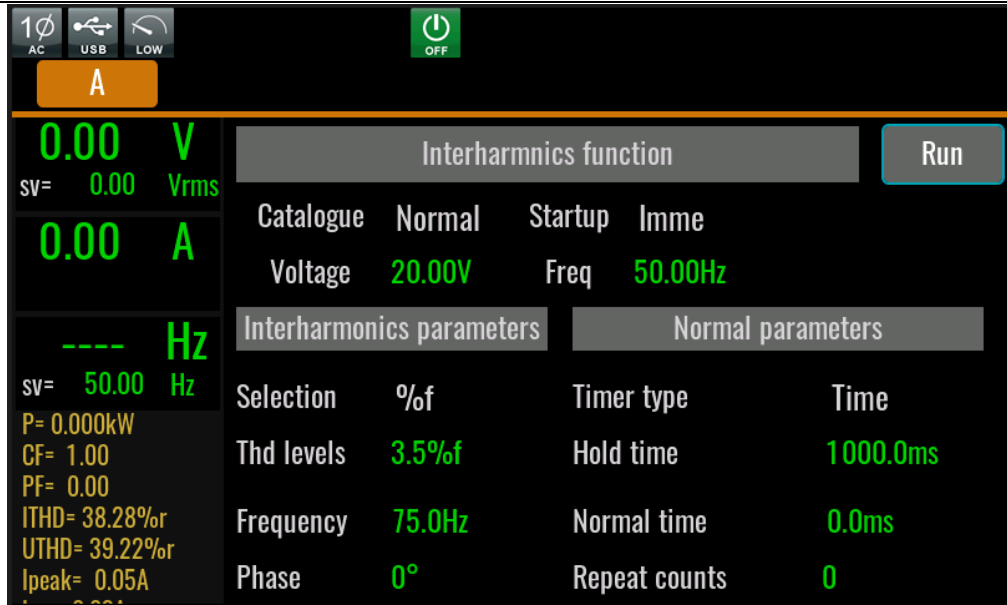 1Ø AC USB LOW OFF
A
0.00 V
sv= 0.00 Vrms
0.00 A
---- Hz
sv= 50.00 Hz
P= 0.000kW
CF= 1.00
PF= 0.00
ITHD= 38.28%r
UTHD= 39.22%r
Ipeak= 0.05A
Interharmnics function
Run
Catalogue Normal Startup Imme
Voltage 20.00V Freq 50.00Hz
Interharmonics parameters
Selection %f
Thd levels 3.5%f
Frequency 75.0Hz
Phase 0°
Normal parameters
Timer type Time
Hold time 1000.0ms
Normal time 0.0ms
Repeat counts 0